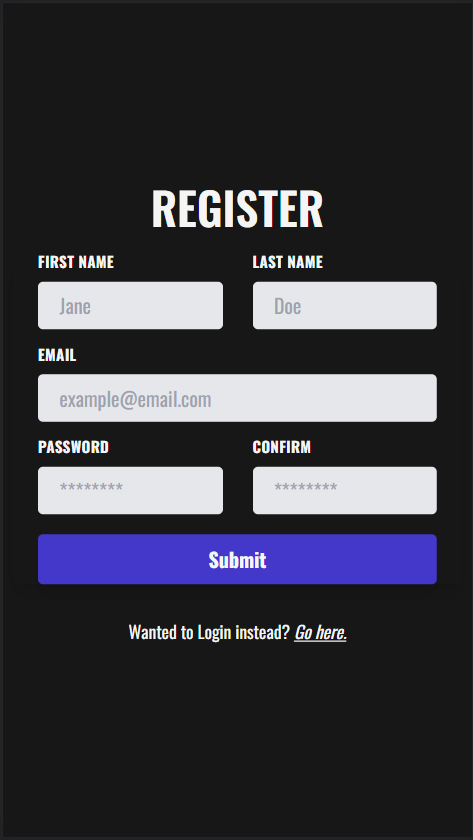 REGISTER
FIRST NAME LAST NAME
Jane Doe
EMAIL
example@email.com
PASSWORD CONFIRM
******** ********
Submit
Wanted to Login instead? Go here.